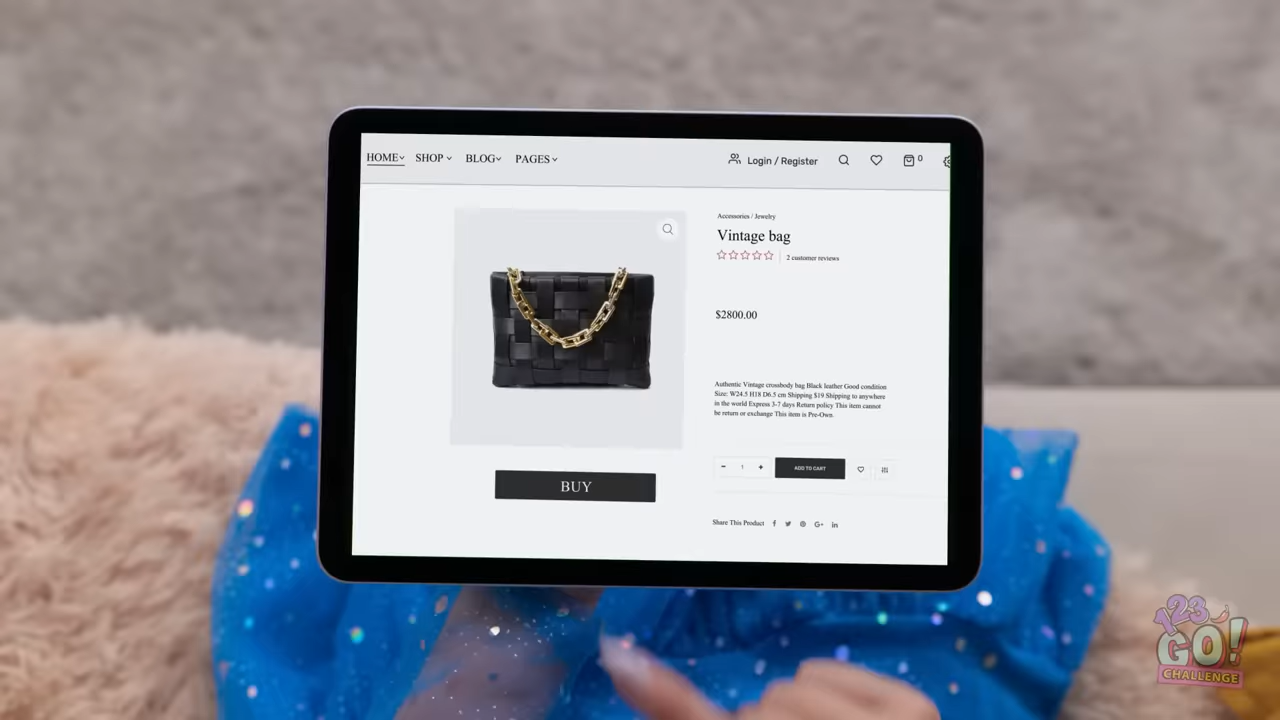 HOME SHOP BLOG PAGES Login / Register 0
Accessories / Jewelry
Vintage bag
2 customer reviews
$2800.00
Authentic Vintage crossbody bag Black leather Good condition
Size: W24.5 H18 D6.5 cm Shipping $19 Shipping to anywhere
in the world Express 3-7 days Return policy This item cannot
be return or exchange This item is Pre-Own.
- 1 + ADD TO CART
BUY
Share This Product f G+ in
123
GO!
CHALLENGE